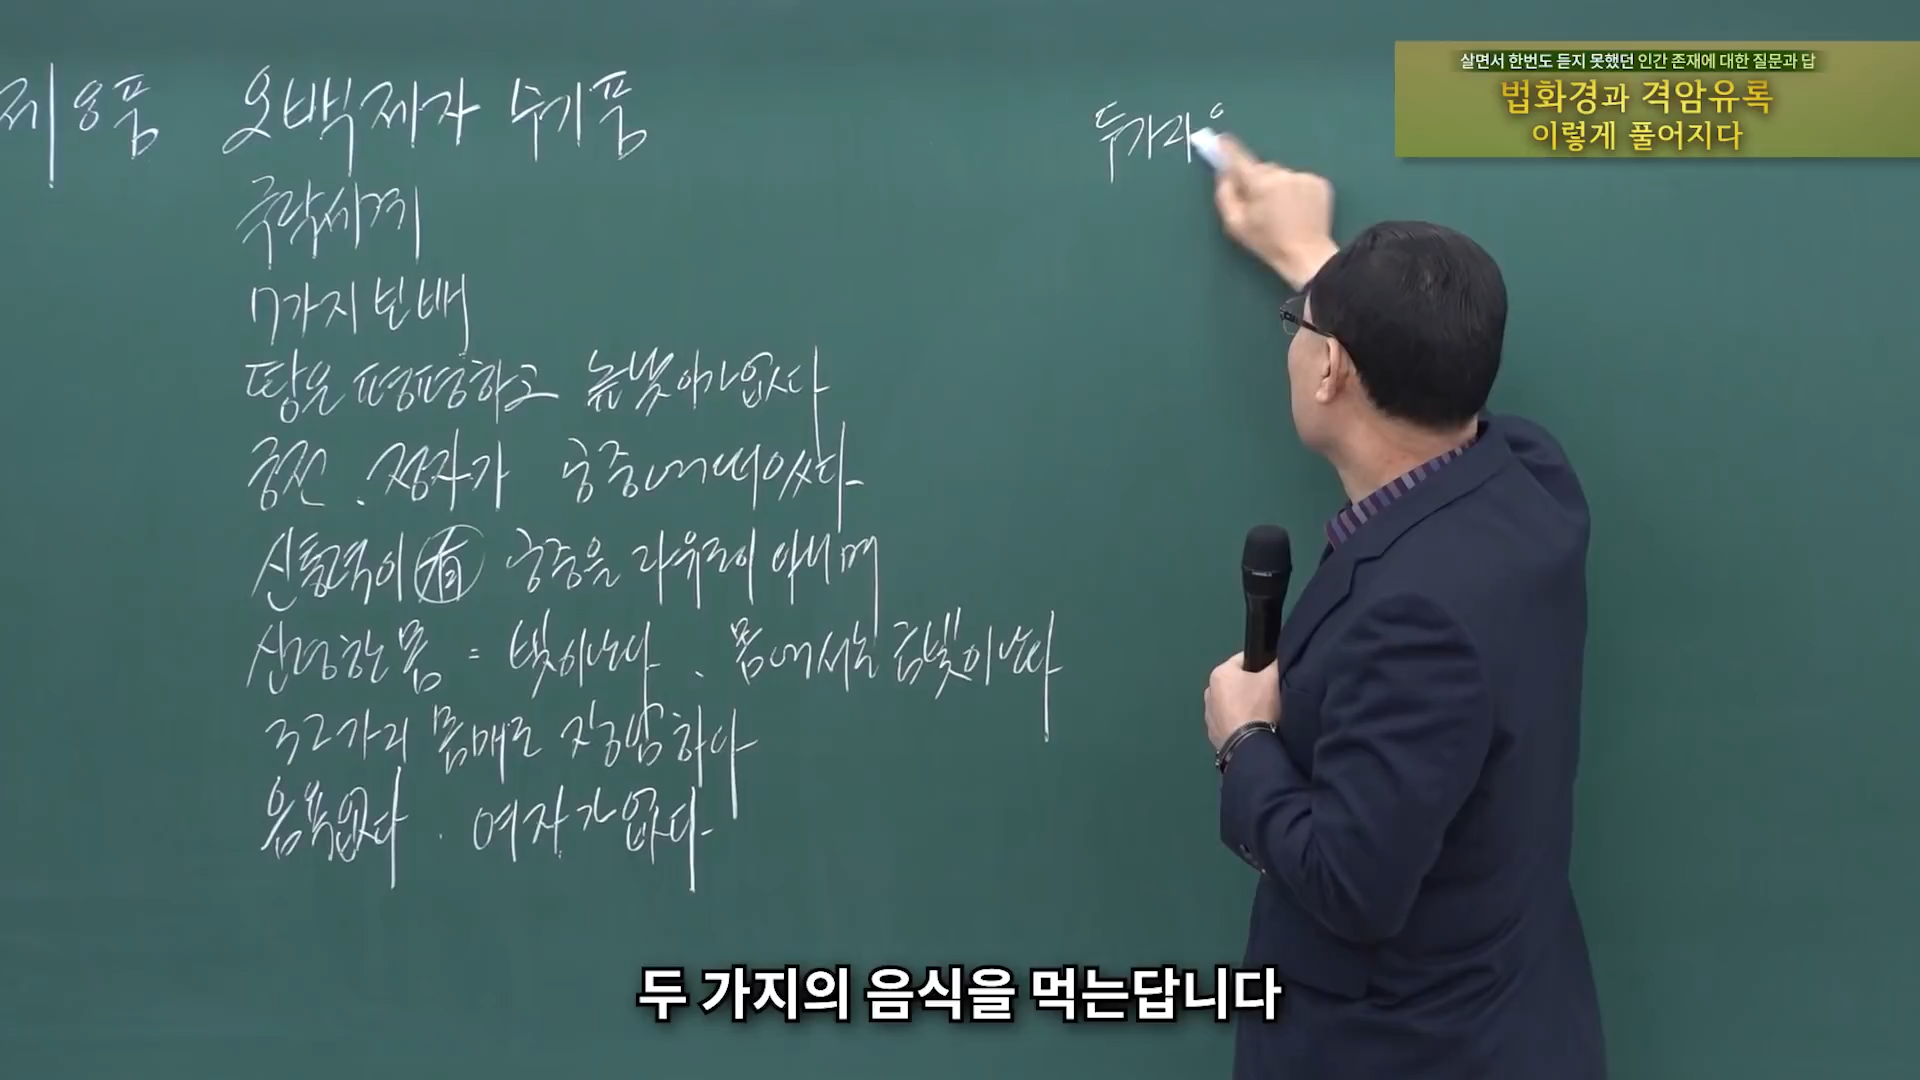 제8품 오백제자 수기품
극락세계
7가지 보배
땅은 평평하고 높낮이가 없다
궁전. 정자가 공중에 떠있다
신통력이 有 공중을 자유로이 다니며
신령한 몸 = 빛이 난다. 몸에서는 금빛이 난다
32가지 몸매로 장엄하다
음욕없다. 여자가 없다
두가지
살면서 한번도 듣지 못했던 인간 존재에 대한 질문과 답
법화경과 격암유록
이렇게 풀어지다
두 가지의 음식을 먹는답니다